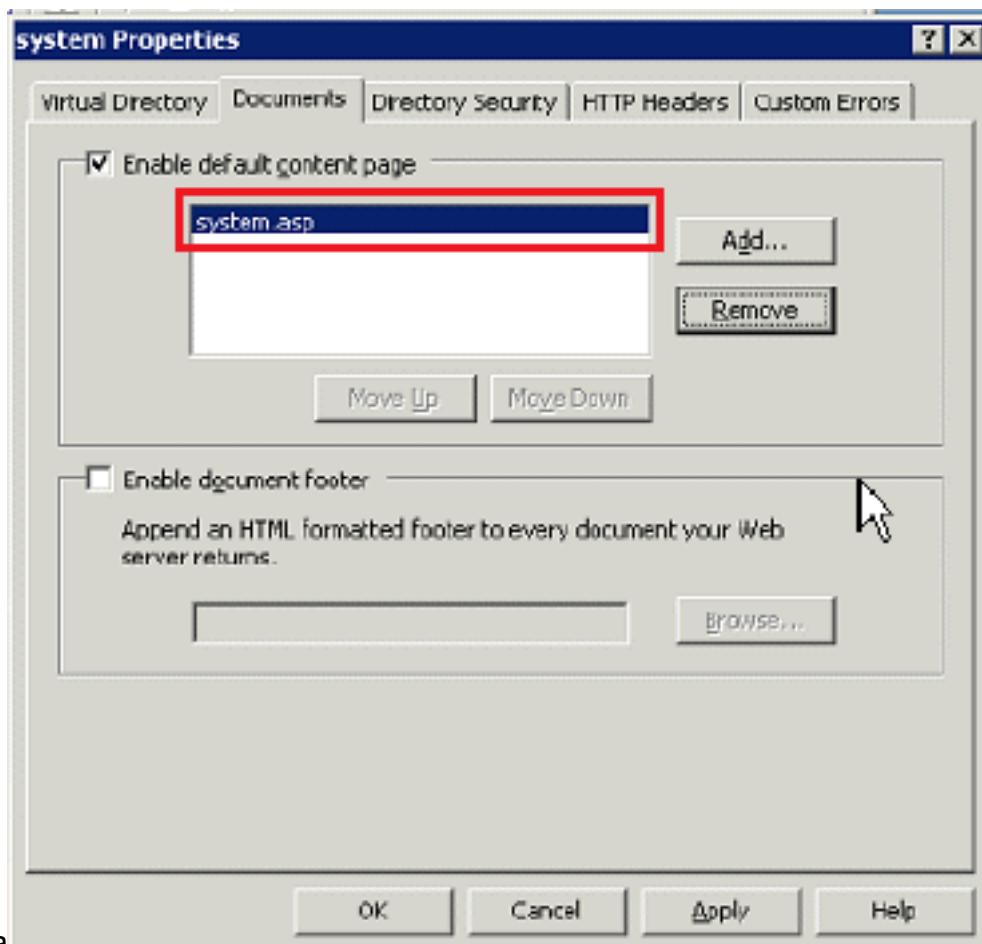 system Properties
Virtual Directory Documents Directory Security HTTP Headers Custom Errors
Enable default content page
system.asp
Add...
Remove
Move Up Move Down
Enable document footer
Append an HTML formatted footer to every document your Web
server returns.
Browse...
OK Cancel Apply Help